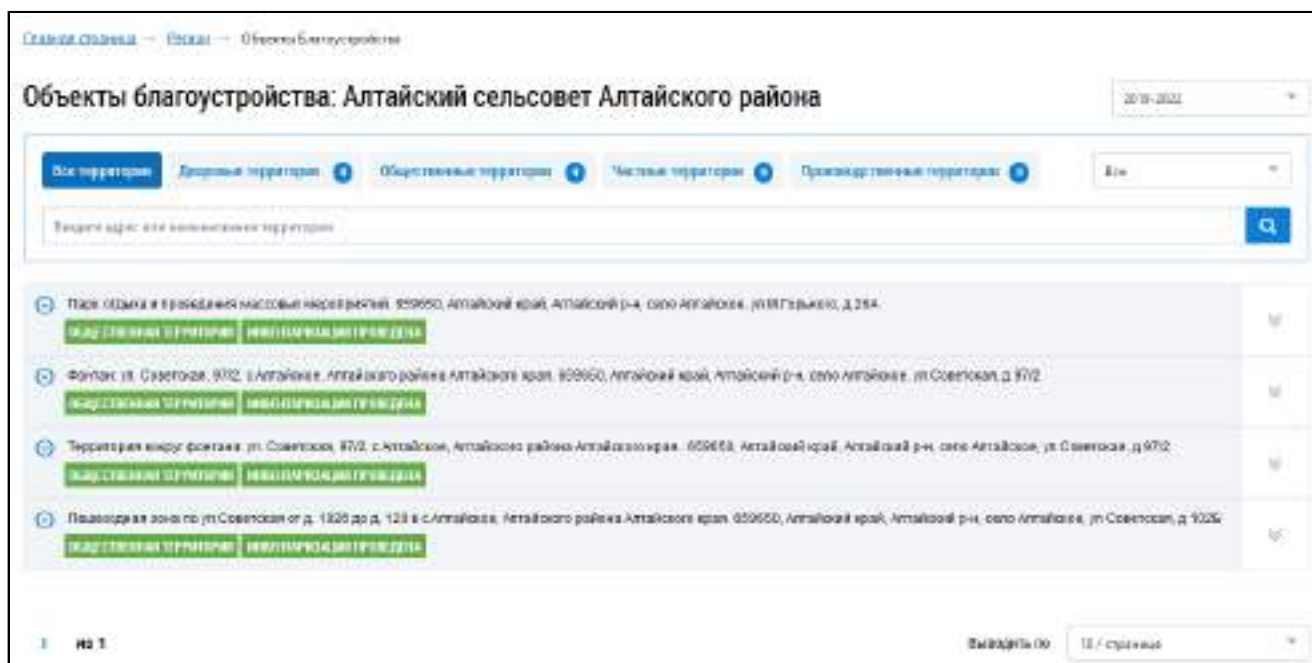 Главная страница — Регион — Объекты Благоустройства
Объекты благоустройства: Алтайский сельсовет Алтайского района
2019-2022
Все территории Дворовые территории Общественные территории Частные территории Производственные территории Все
Введите адрес или наименование территории
Парк отдыха и проведения массовых мероприятий. 659650, Алтайский край, Алтайский р-н, село Алтайское, ул М.Горького, д
ОБЩЕСТВЕННАЯ ТЕРРИТОРИЯ ИНВЕНТАРИЗАЦИЯ ПРОВЕДЕНА
Фонтан: ул. Советская, 97/2, с.Алтайское, Алтайского района Алтайского края. 659650, Алтайский край, Алтайский р-н, село Алтайское, ул Советская, д 97/2
ОБЩЕСТВЕННАЯ ТЕРРИТОРИЯ ИНВЕНТАРИЗАЦИЯ ПРОВЕДЕНА
Территория вокруг фонтана: ул. Советская, 97/2, с.Алтайское, Алтайского района Алтайского края. 659650, Алтайский край, Алтайский р-н, село Алтайское, ул Советская, д 97/2
ОБЩЕСТВЕННАЯ ТЕРРИТОРИЯ ИНВЕНТАРИЗАЦИЯ ПРОВЕДЕНА
Пешеходная зона по ул Советская от д. до д. в с.Алтайское, Алтайского района Алтайского края. 659650, Алтайский край, Алтайский р-н, село Алтайское, ул Советская, д 102Б
ОБЩЕСТВЕННАЯ ТЕРРИТОРИЯ ИНВЕНТАРИЗАЦИЯ ПРОВЕДЕНА
1 из 1 Выводить по 10 / страница